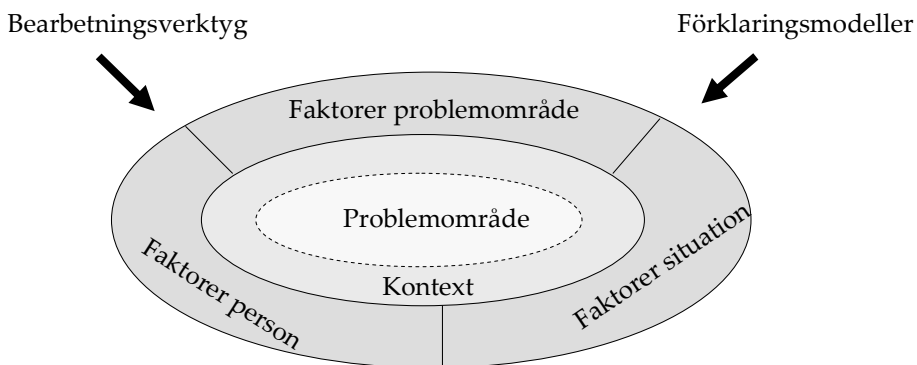 Bearbetningsverktyg
Förklaringsmodeller
Faktorer problemområde
Problemområde
Kontext
Faktorer person
Faktorer situation